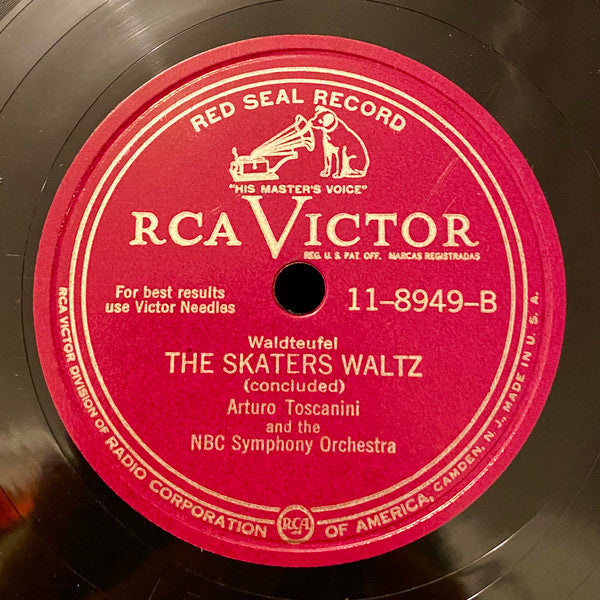 RED SEAL RECORD
"HIS MASTER'S VOICE"
RCA VICTOR
REG. U. S. PAT. OFF. MARCAS REGISTRADAS
For best results
use Victor Needles
11-8949-B
Waldteufel
THE SKATERS WALTZ
(concluded)
Arturo Toscanini
and the
NBC Symphony Orchestra
RCA VICTOR DIVISION OF RADIO CORPORATION OF AMERICA, CAMDEN, N. J., MADE IN U. S. A.
RCA